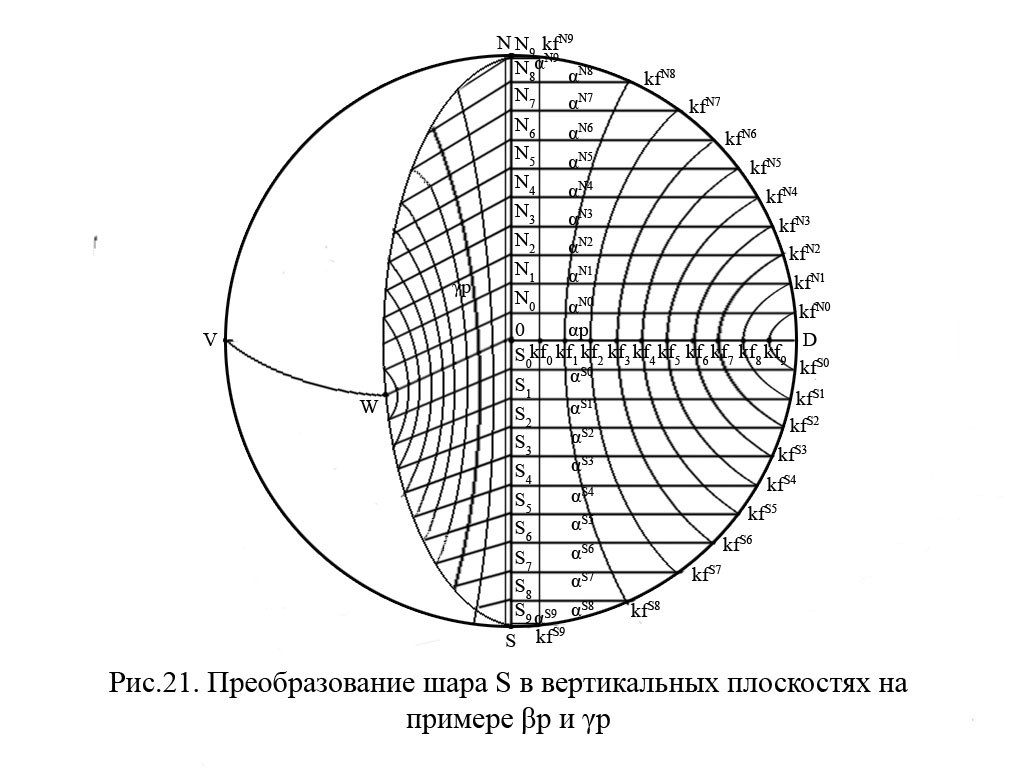 N N₉ kfᴺ⁹
N₈ αᴺ⁹
αᴺ⁸ kfᴺ⁸
N₇ αᴺ⁷ kfᴺ⁷
N₆ αᴺ⁶ kfᴺ⁶
N₅ αᴺ⁵ kfᴺ⁵
N₄ αᴺ⁴ kfᴺ⁴
N₃ αᴺ³ kfᴺ³
N₂ αᴺ² kfᴺ²
N₁ αᴺ¹ kfᴺ¹
γp
N₀ αᴺ⁰ kfᴺ⁰
V 0 αp D
S₀ kf₀ kf₁ kf₂ kf₃ kf₄ kf₅ kf₆ kf₇ kf₈ kf₉
αˢ⁰ kfˢ⁰
S₁ αˢ¹ kfˢ¹
W
S₂ αˢ² kfˢ²
S₃ αˢ³ kfˢ³
S₄ αˢ⁴ kfˢ⁴
S₅ αˢ⁵ kfˢ⁵
S₆ αˢ⁶ kfˢ⁶
S₇ αˢ⁷ kfˢ⁷
S₈ αˢ⁸ kfˢ⁸
S₉ αˢ⁹
S kfˢ⁹
Рис.21. Преобразование шара S в вертикальных плоскостях на
примере βp и γp